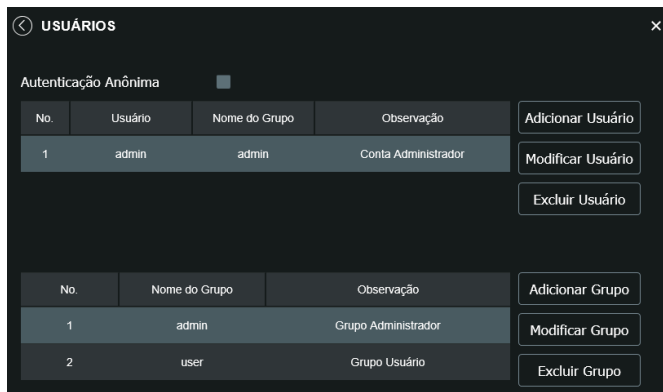 USUÁRIOS
Autenticação Anônima
No. Usuário Nome do Grupo Observação Adicionar Usuário
1 admin admin Conta Administrador Modificar Usuário
Excluir Usuário
No. Nome do Grupo Observação Adicionar Grupo
1 admin Grupo Administrador Modificar Grupo
2 user Grupo Usuário Excluir Grupo